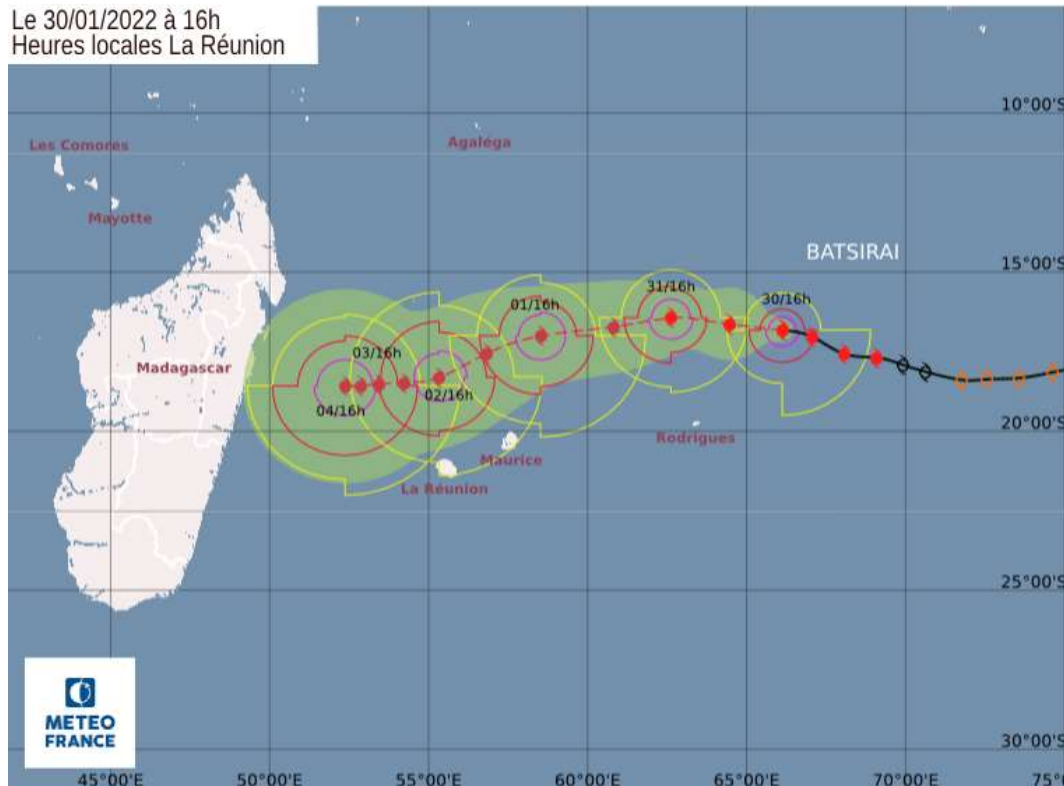 Le 30/01/2022 à 16h
Heures locales La Réunion
10°00'S
Les Comores
Agaléga
Mayotte
BATSIRAI
15°00'S
31/16h
30/16h
01/16h
03/16h
Madagascar
02/16h
04/16h
20°00'S
Rodrigues
Maurice
La Réunion
25°00'S
METEO
FRANCE
30°00'S
45°00'E
50°00'E
55°00'E
60°00'E
65°00'E
70°00'E
75°0